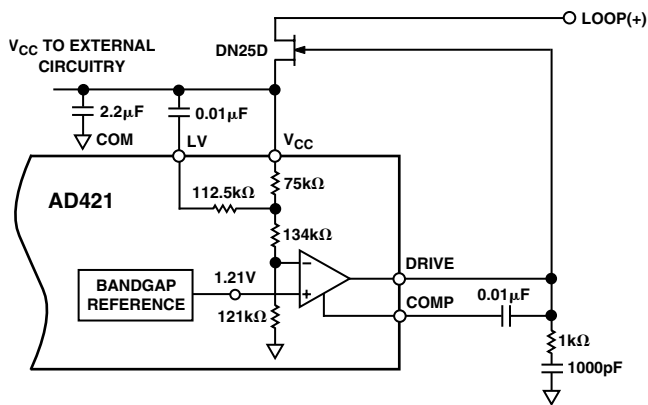 LOOP(+)
DN25D
VCC TO EXTERNAL
CIRCUITRY
2.2µF
0.01µF
COM
LV
VCC
75kΩ
112.5kΩ
AD421
134kΩ
DRIVE
BANDGAP
REFERENCE
1.21V
−
+
COMP
0.01µF
121kΩ
1kΩ
1000pF